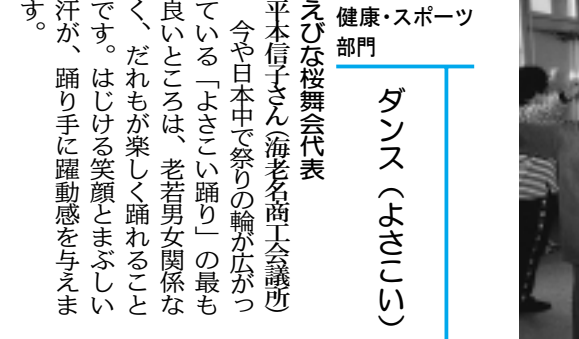 健康・スポーツ
部門
ダンス(よさこい)
えびな桜舞会代表
平本信子さん(海老名商工会議所)
今や日本中で祭りの輪が広がっ
ている「よさこい踊り」の最も
良いところは、老若男女関係な
く、だれもが楽しく踊れること
です。はじける笑顔とまぶしい
汗が、踊り手に躍動感を与えま
す。